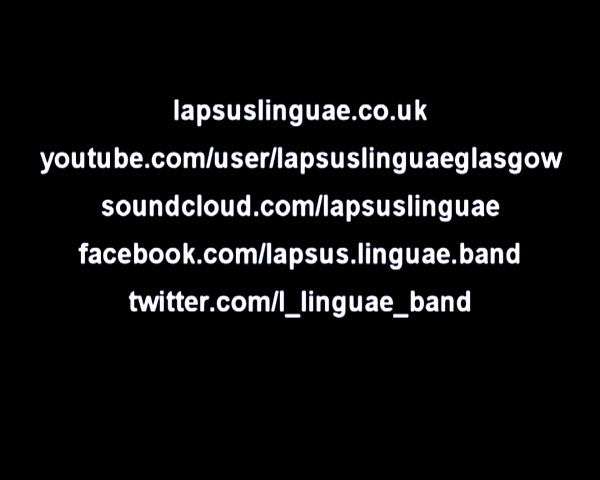 lapsuslinguae.co.uk
youtube.com/user/lapsuslinguaeglasgow
soundcloud.com/lapsuslinguae
facebook.com/lapsus.linguae.band
twitter.com/l_linguae_band